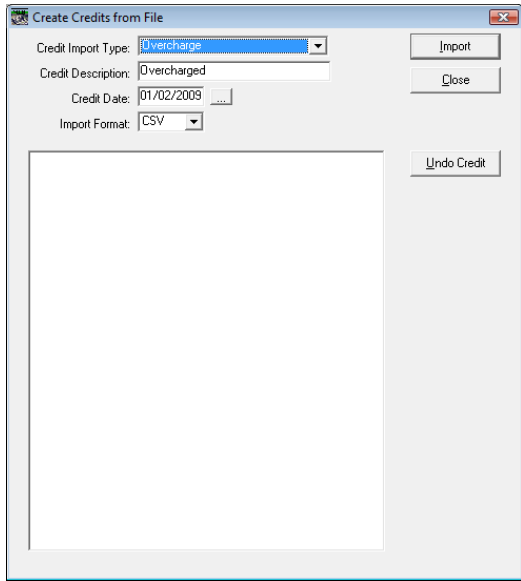 Create Credits from File
Credit Import Type: Overcharge
Import
Credit Description: Overcharged
Close
Credit Date: 01/02/2009 ...
Import Format: CSV
Undo Credit